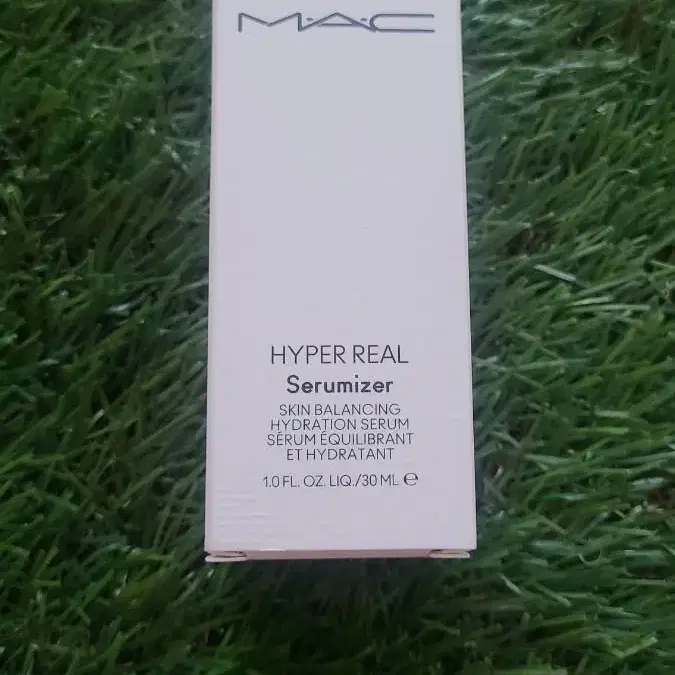 M·A·C
HYPER REAL
Serumizer
SKIN BALANCING
HYDRATION SERUM
SÉRUM ÉQUILIBRANT
ET HYDRATANT
1.0 FL. OZ. LIQ./30 ML ℮